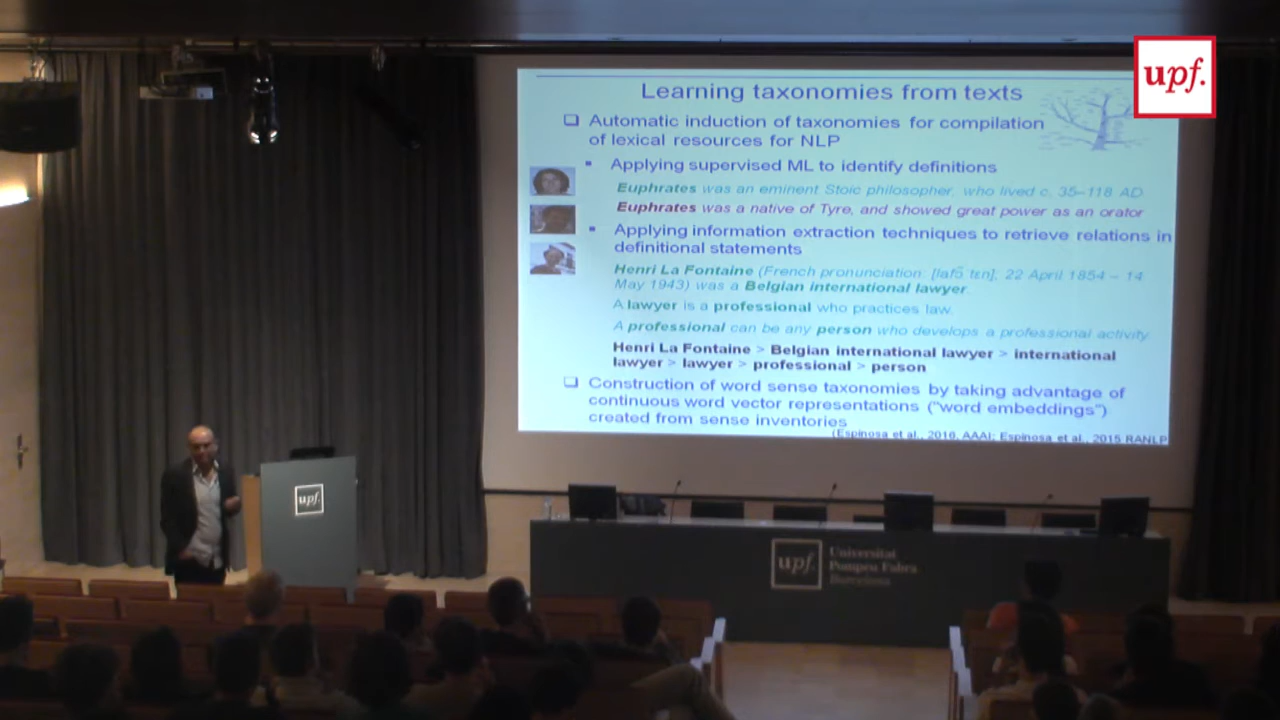 upf.
Learning taxonomies from texts
❑ Automatic induction of taxonomies for compilation
of lexical resources for NLP
▪ Applying supervised ML to identify definitions
Euphrates was an eminent Stoic philosopher, who lived c. 35–118 AD
Euphrates was a native of Tyre, and showed great power as an orator
▪ Applying information extraction techniques to retrieve relations in
definitional statements
Henri La Fontaine (French pronunciation: [lafɔ̃ tɛn]; 22 April 1854 – 14
May 1943) was a Belgian international lawyer.
A lawyer is a professional who practices law.
A professional can be any person who develops a professional activity
Henri La Fontaine > Belgian international lawyer > international
lawyer > lawyer > professional > person
❑ Construction of word sense taxonomies by taking advantage of
continuous word vector representations ("word embeddings")
created from sense inventories
(Espinosa et al., 2016, AAAI; Espinosa et al., 2015 RANLP
upf.
upf.
Universitat
Pompeu Fabra
Barcelona